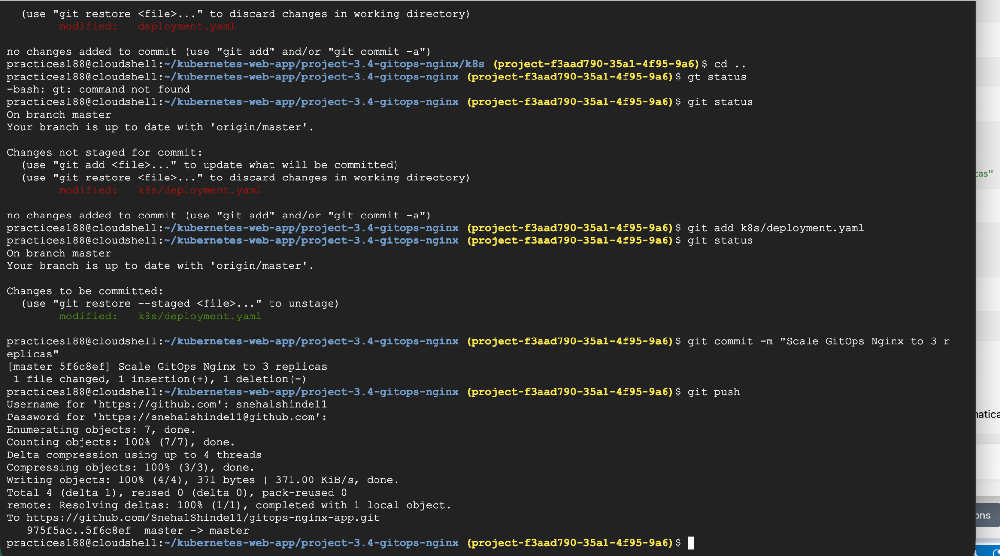 (use "git restore <file>..." to discard changes in working directory)
modified:   deployment.yaml
no changes added to commit (use "git add" and/or "git commit -a")
practices188@cloudshell:~/kubernetes-web-app/project-3.4-gitops-nginx/k8s (project-f3aad790-35a1-4f95-9a6)$ cd ..
practices188@cloudshell:~/kubernetes-web-app/project-3.4-gitops-nginx (project-f3aad790-35a1-4f95-9a6)$ gt status
-bash: gt: command not found
practices188@cloudshell:~/kubernetes-web-app/project-3.4-gitops-nginx (project-f3aad790-35a1-4f95-9a6)$ git status
On branch master
Your branch is up to date with 'origin/master'.
Changes not staged for commit:
(use "git add <file>..." to update what will be committed)
(use "git restore <file>..." to discard changes in working directory)
modified:   k8s/deployment.yaml
no changes added to commit (use "git add" and/or "git commit -a")
practices188@cloudshell:~/kubernetes-web-app/project-3.4-gitops-nginx (project-f3aad790-35a1-4f95-9a6)$ git add k8s/deployment.yaml
practices188@cloudshell:~/kubernetes-web-app/project-3.4-gitops-nginx (project-f3aad790-35a1-4f95-9a6)$ git status
On branch master
Your branch is up to date with 'origin/master'.
Changes to be committed:
(use "git restore --staged <file>..." to unstage)
modified:   k8s/deployment.yaml
practices188@cloudshell:~/kubernetes-web-app/project-3.4-gitops-nginx (project-f3aad790-35a1-4f95-9a6)$ git commit -m "Scale GitOps Nginx to 3 r
eplicas"
[master 5f6c8ef] Scale GitOps Nginx to 3 replicas
1 file changed, 1 insertion(+), 1 deletion(-)
practices188@cloudshell:~/kubernetes-web-app/project-3.4-gitops-nginx (project-f3aad790-35a1-4f95-9a6)$ git push
Username for 'https://github.com': snehalshinde11
Password for 'https://snehalshinde11@github.com':
Enumerating objects: 7, done.
Counting objects: 100% (7/7), done.
Delta compression using up to 4 threads
Compressing objects: 100% (3/3), done.
Writing objects: 100% (4/4), 371 bytes | 371.00 KiB/s, done.
Total 4 (delta 1), reused 0 (delta 0), pack-reused 0
remote: Resolving deltas: 100% (1/1), completed with 1 local object.
To https://github.com/SnehalShinde11/gitops-nginx-app.git
975f5ac..5f6c8ef  master -> master
practices188@cloudshell:~/kubernetes-web-app/project-3.4-gitops-nginx (project-f3aad790-35a1-4f95-9a6)$
cas"